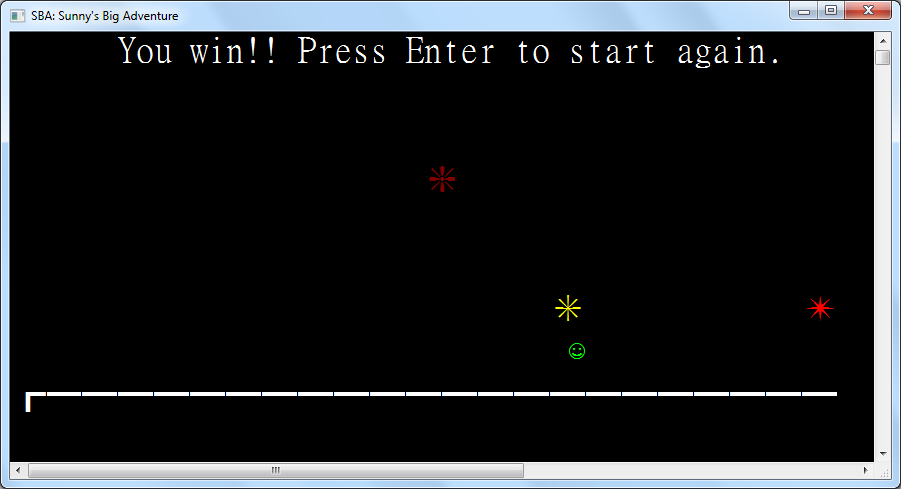 SBA: Sunny's Big Adventure
You win!! Press Enter to start again.